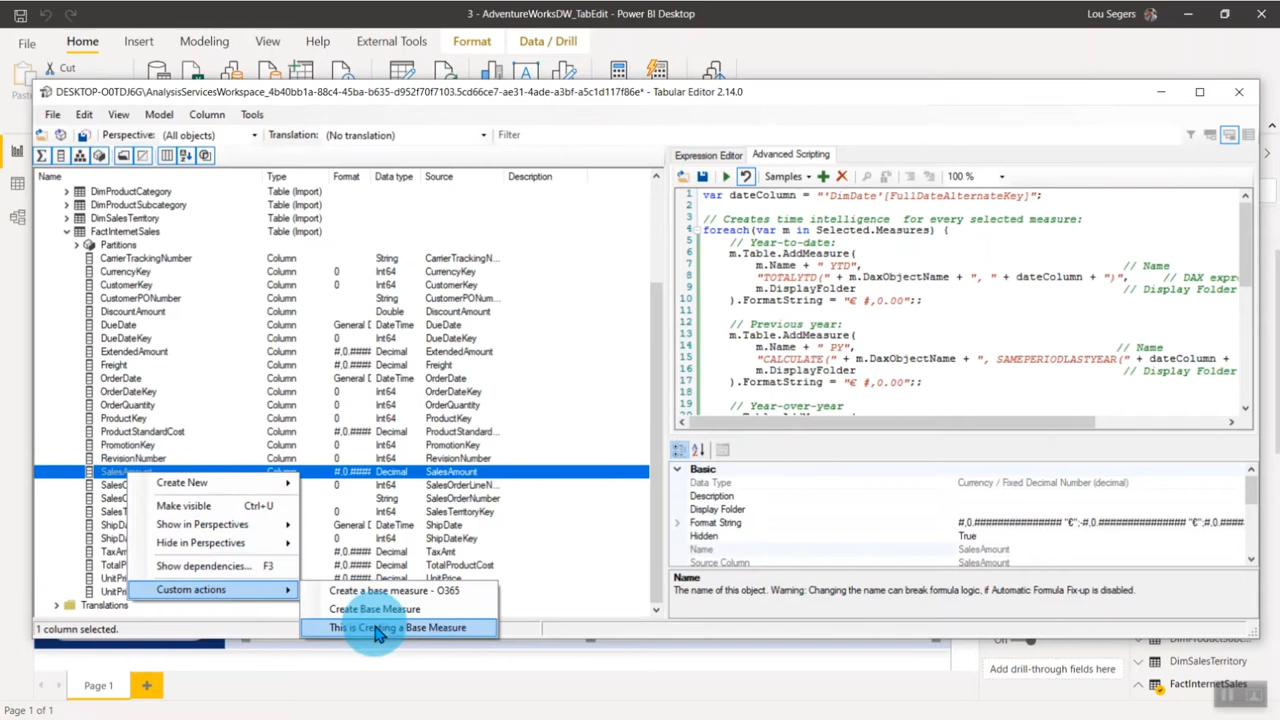 3 - AdventureWorksDW_TabEdit - Power BI Desktop
Lou Segers
File Home Insert Modeling View Help External Tools Format Data / Drill
Cut
DESKTOP-O0TDJ6G\AnalysisServicesWorkspace_4b40bb1a-88c4-45ba-b635-d952f70f7103.5cd66ce7-ae31-4ade-a3bf-a5c1d117f86e* - Tabular Editor 2.14.0
File Edit View Model Column Tools
Perspective: (All objects) Translation: (No translation) Filter
Expression Editor Advanced Scripting
Samples 100 %
Name Type Format Data type Source Description
DimProductCategory Table (Import)
DimProductSubcategory Table (Import)
DimSalesTerritory Table (Import)
FactInternetSales Table (Import)
Partitions
CarrierTrackingNumber Column String CarrierTrackingN...
CurrencyKey Column 0 Int64 CurrencyKey
CustomerKey Column 0 Int64 CustomerKey
CustomerPONumber Column String CustomerPONum...
DiscountAmount Column Double DiscountAmount
DueDate Column General D DateTime DueDate
DueDateKey Column 0 Int64 DueDateKey
ExtendedAmount Column #,0.#### Decimal ExtendedAmount
Freight Column #,0.#### Decimal Freight
OrderDate Column General D DateTime OrderDate
OrderDateKey Column 0 Int64 OrderDateKey
OrderQuantity Column 0 Int64 OrderQuantity
ProductKey Column 0 Int64 ProductKey
ProductStandardCost Column #,0.#### Decimal ProductStandard...
PromotionKey Column 0 Int64 PromotionKey
RevisionNumber Column 0 Int64 RevisionNumber
SalesAmount Column #,0.#### Decimal SalesAmount
0 Int64 SalesOrderLineN...
String SalesOrderNumber
0 Int64 SalesTerritoryKey
General D DateTime ShipDate
0 Int64 ShipDateKey
TaxAm #,0.#### Decimal TaxAmt
#,0.#### Decimal TotalProductCost
#,0.#### Decimal UnitPrice
Translations
Create New
Make visible Ctrl+U
Show in Perspectives
Hide in Perspectives
Show dependencies... F3
Custom actions
Create a base measure - O365
Create Base Measure
This is Creating a Base Measure
1 column selected.
1 var dateColumn = "'DimDate'[FullDateAlternateKey]";
2
3 // Creates time intelligence for every selected measure:
4 foreach(var m in Selected.Measures) {
5 // Year-to-date:
6 m.Table.AddMeasure(
7 m.Name + " YTD", // Name
8 "TOTALYTD(" + m.DaxObjectName + ", " + dateColumn + ")", // DAX expr
9 m.DisplayFolder // Display Folder
10 ).FormatString = "€ #,0.00";;
11
12 // Previous year:
13 m.Table.AddMeasure(
14 m.Name + " PY", // Name
15 "CALCULATE(" + m.DaxObjectName + ", SAMEPERIODLASTYEAR(" + dateColumn +
16 m.DisplayFolder // Display Folder
17 ).FormatString = "€ #,0.00";;
18
19 // Year-over-year
Basic
Data Type Currency / Fixed Decimal Number (decimal)
Description
Display Folder
Format String #,0.################ "€";-#,0.################ "€";#,0.####
Hidden True
Name SalesAmount
Source Column SalesAmount
Name
The name of this object. Warning: Changing the name can break formula logic, if Automatic Formula Fix-up is disabled.
Add drill-through fields here
DimSalesTerritory
FactInternetSales
Page 1
Page 1 of 1